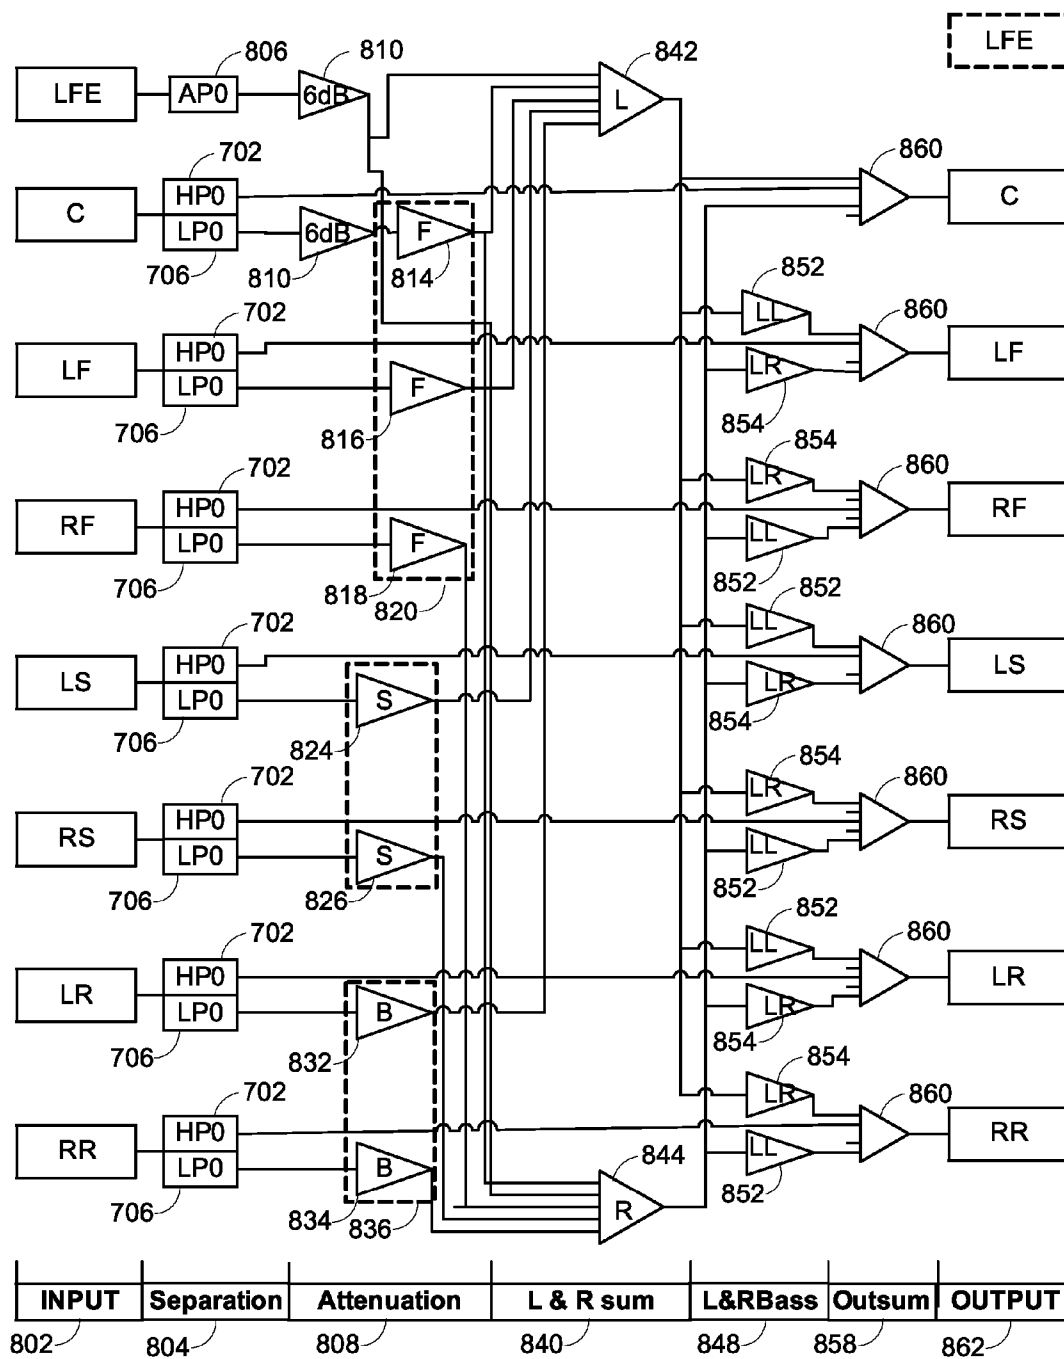 806 810 842
LFE AP0 6dB L LFE
702 860
C HP0 C
LP0 6dB F
706 810 814 852
702 LL 860
LF HP0 LF
LP0 F LR
706 816 854
702 854 860
LR
RF HP0 RF
LP0 F LL
706 818 820 852
702 852 860
LL
LS HP0 LS
LP0 S LR
706 824 854
702 854 860
LR
RS HP0 RS
LP0 S LL
706 826 852
702 852 860
LL
LR HP0 LR
LP0 B LR
706 832 854
702 854 860
LR
RR HP0 RR
LP0 B 844 LL
706 834 836 R 852
INPUT Separation Attenuation L & R sum L&RBass Outsum OUTPUT
802 804 808 840 848 858 862